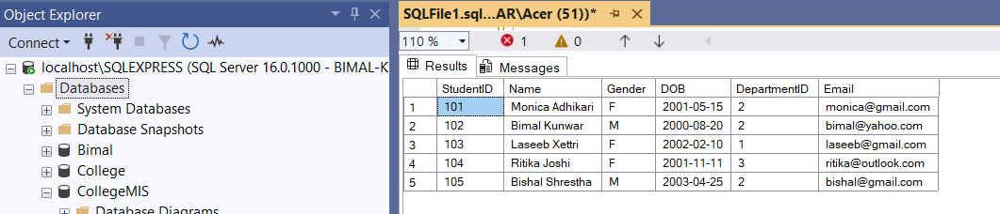 Object Explorer
Connect
localhost\SQLEXPRESS (SQL Server 16.0.1000 - BIMAL-K
Databases
System Databases
Database Snapshots
Bimal
College
CollegeMIS
Database Diagrams
SQLFile1.sql...AR\Acer (51))*
110 % 1 0
Results Messages
StudentID Name Gender DOB DepartmentID Email
1 101 Monica Adhikari F 2001-05-15 2 monica@gmail.com
2 102 Bimal Kunwar M 2000-08-20 2 bimal@yahoo.com
3 103 Laseeb Xettri F 2002-02-10 1 laseeb@gmail.com
4 104 Ritika Joshi F 2001-11-11 3 ritika@outlook.com
5 105 Bishal Shrestha M 2003-04-25 2 bishal@gmail.com